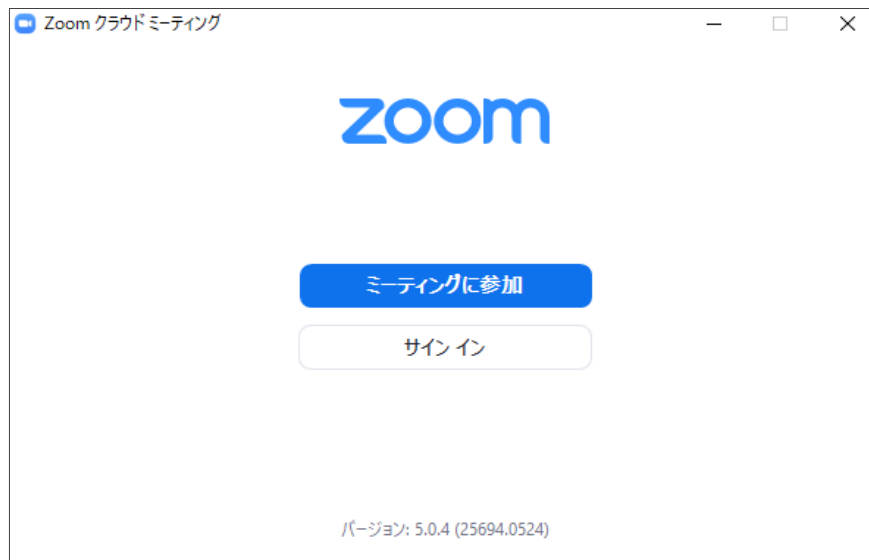 Zoom クラウド ミーティング
zoom
ミーティングに参加
サイン イン
バージョン: 5.0.4 (25694.0524)